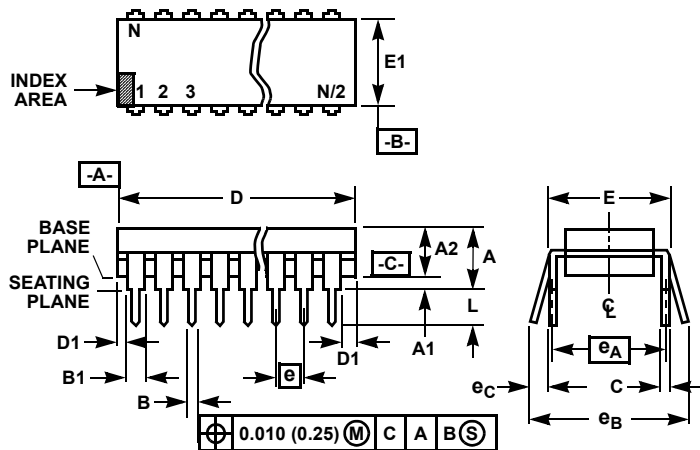 N
E1
INDEX
AREA
1 2 3 N/2
-B-
-A-
D
E
BASE
PLANE
A2
A
-C-
SEATING
PLANE
L
℄
D1
A1
D1
eA
B1
e
eC
C
B
eB
⌖ 0.010 (0.25) Ⓜ C A B Ⓢ